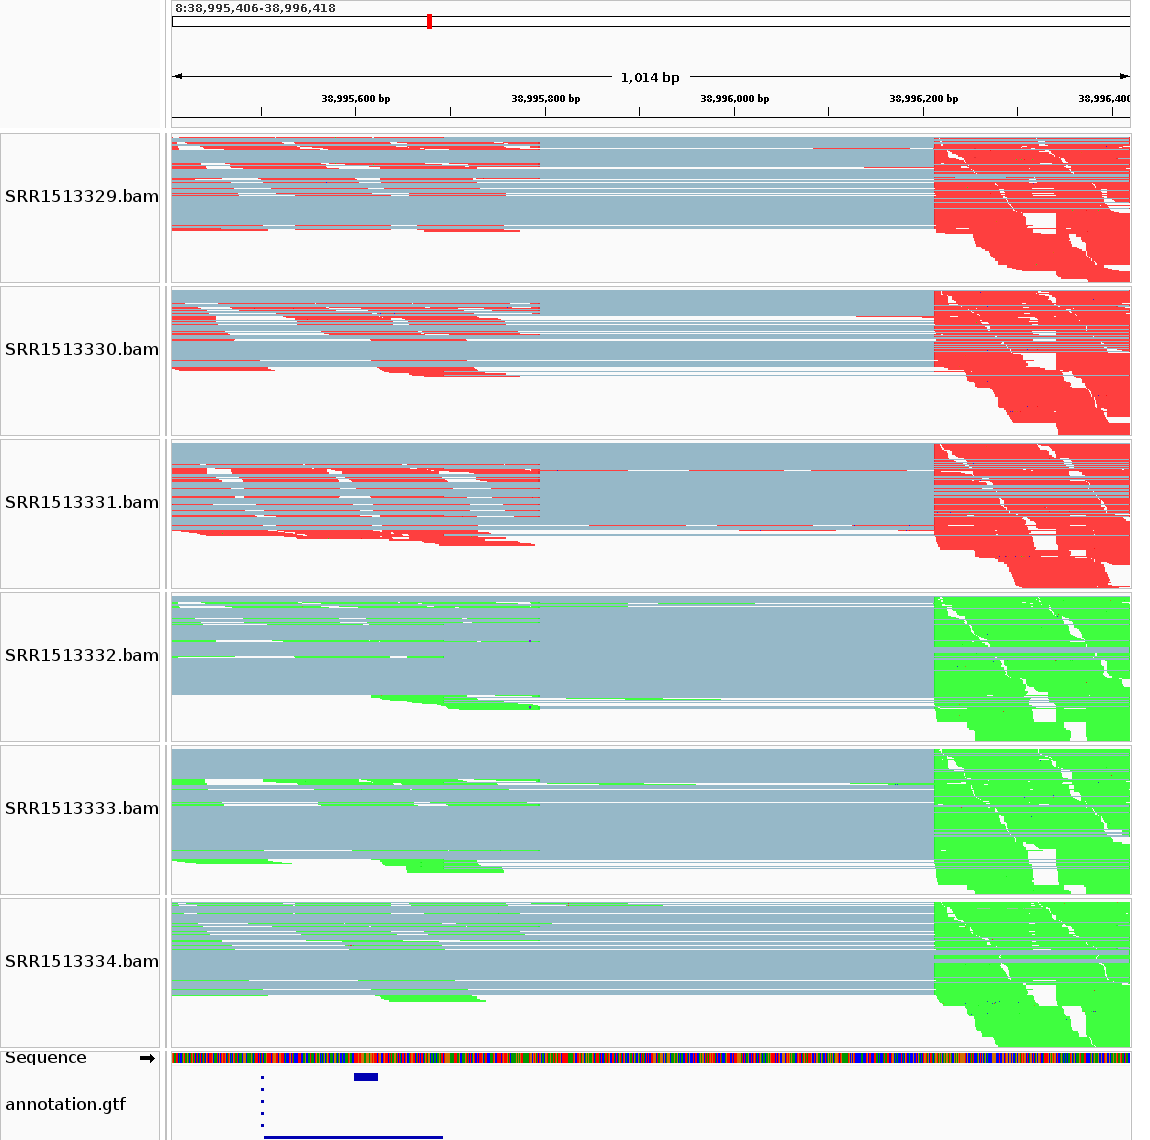 8:38,995,406-38,996,418
1,014 bp
38,995,600 bp 38,995,800 bp 38,996,000 bp 38,996,200 bp 38,996,400
SRR1513329.bam
SRR1513330.bam
SRR1513331.bam
SRR1513332.bam
SRR1513333.bam
SRR1513334.bam
Sequence
annotation.gtf